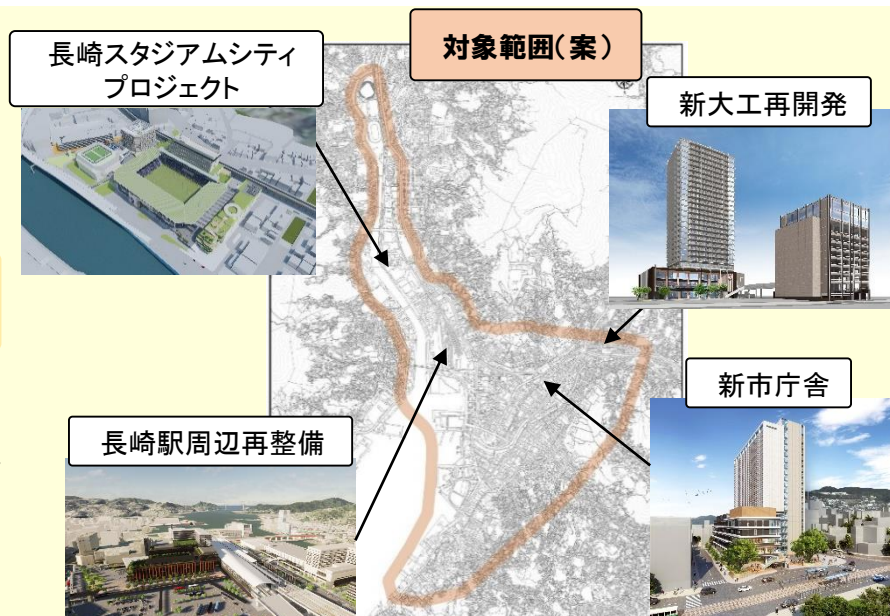 対象範囲(案)
長崎スタジアムシティ
プロジェクト
新大工再開発
新市庁舎
長崎駅周辺再整備